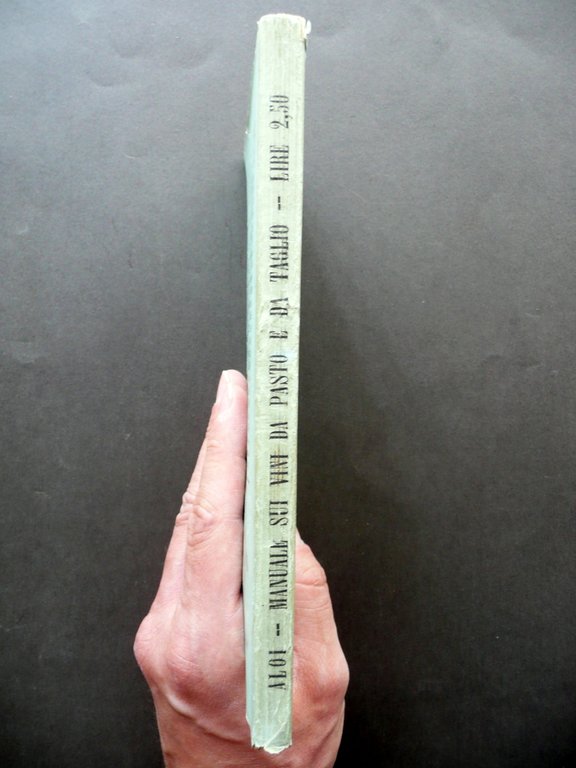 ALOI -- MANUALE SUI VINI DA PASTO E DA TAGLIO -- LIRE 2,50